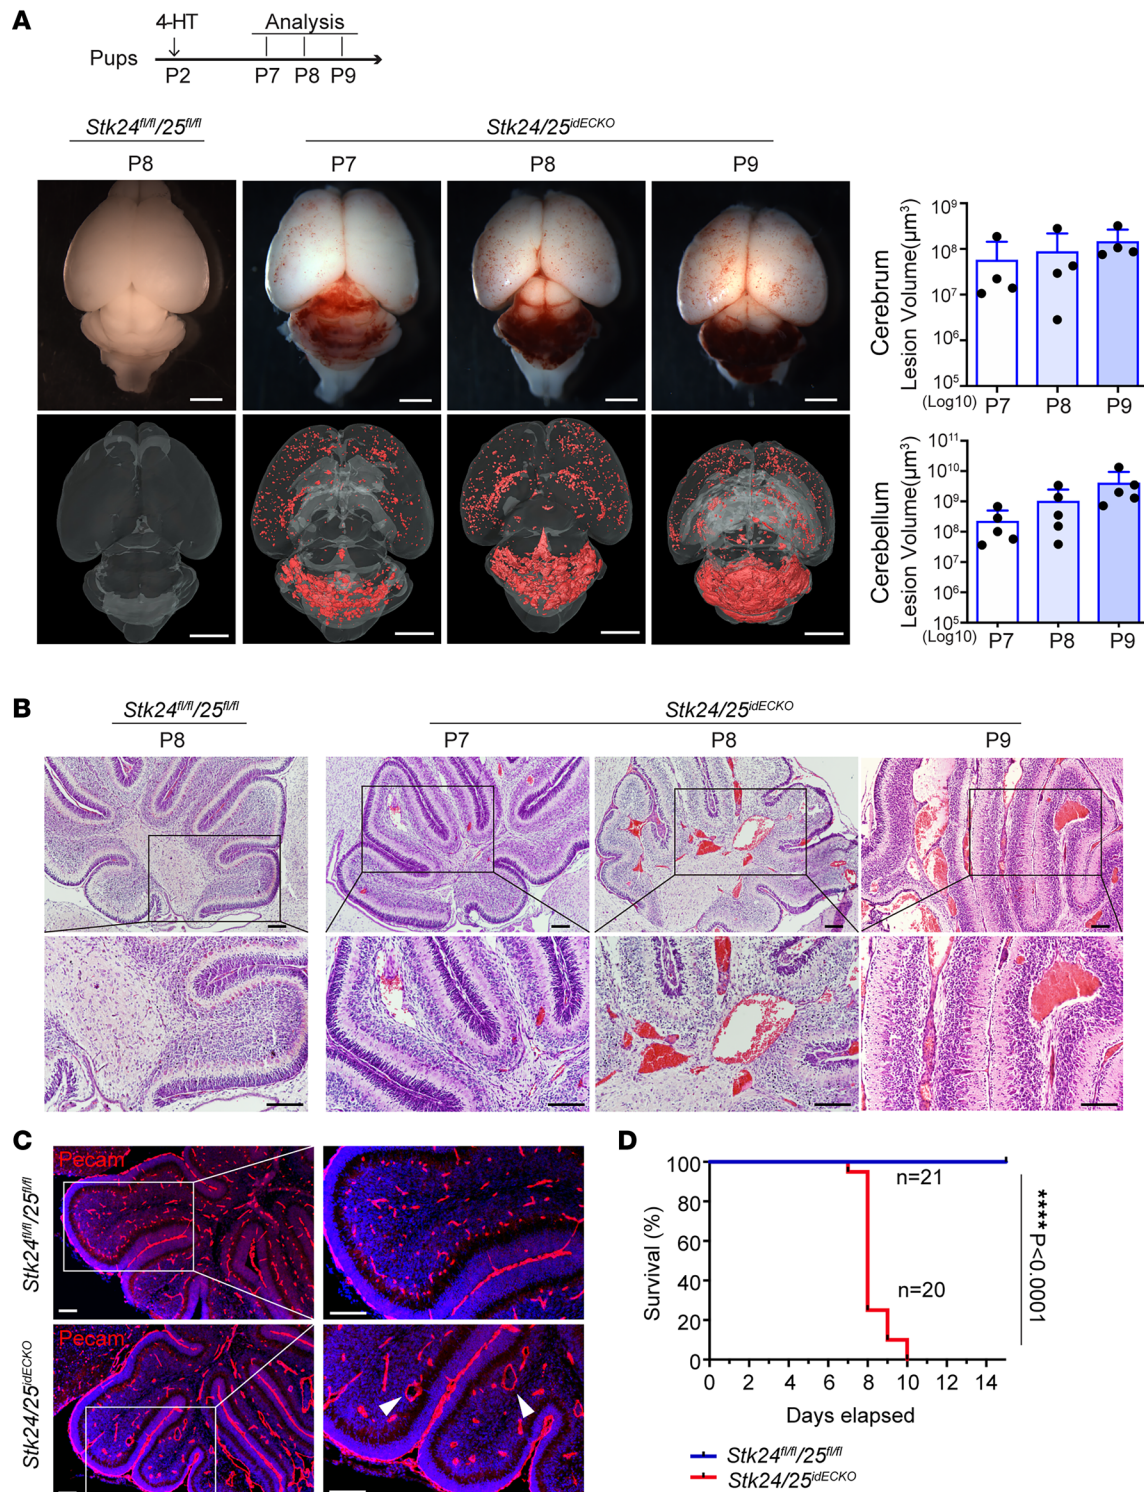 A
4-HT
Analysis
Pups
P2
P7
P8
P9
Stk24fl/fl/25fl/fl
Stk24/25idECKO
P8
P7
P8
P9
Cerebrum
Lesion Volume(μm³)
10⁹
10⁸
10⁷
10⁶
10⁵
(Log10)
P7
P8
P9
Cerebellum
Lesion Volume(μm³)
10¹¹
10¹⁰
10⁹
10⁸
10⁷
10⁶
10⁵
(Log10)
P7
P8
P9
B
Stk24fl/fl/25fl/fl
Stk24/25idECKO
P8
P7
P8
P9
C
Stk24fl/fl/25fl/fl
Pecam
Stk24/25idECKO
Pecam
D
Survival (%)
100
80
60
40
20
0
n=21
n=20
**** P<0.0001
0 2 4 6 8 10 12 14
Days elapsed
Stk24fl/fl/25fl/fl
Stk24/25idECKO